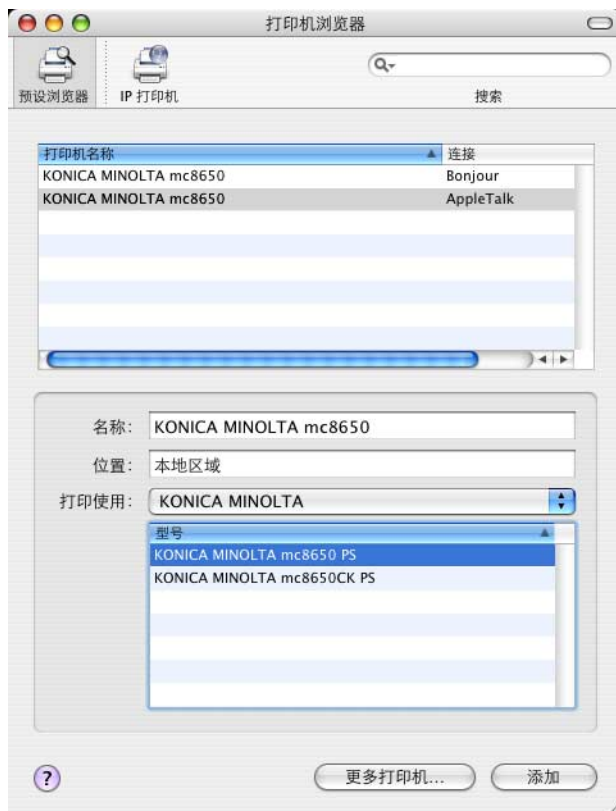 打印机浏览器
预设浏览器
IP 打印机
搜索
打印机名称 连接
KONICA MINOLTA mc8650 Bonjour
KONICA MINOLTA mc8650 AppleTalk
名称: KONICA MINOLTA mc8650
位置: 本地区域
打印使用: KONICA MINOLTA
型号
KONICA MINOLTA mc8650 PS
KONICA MINOLTA mc8650CK PS
? 更多打印机... 添加